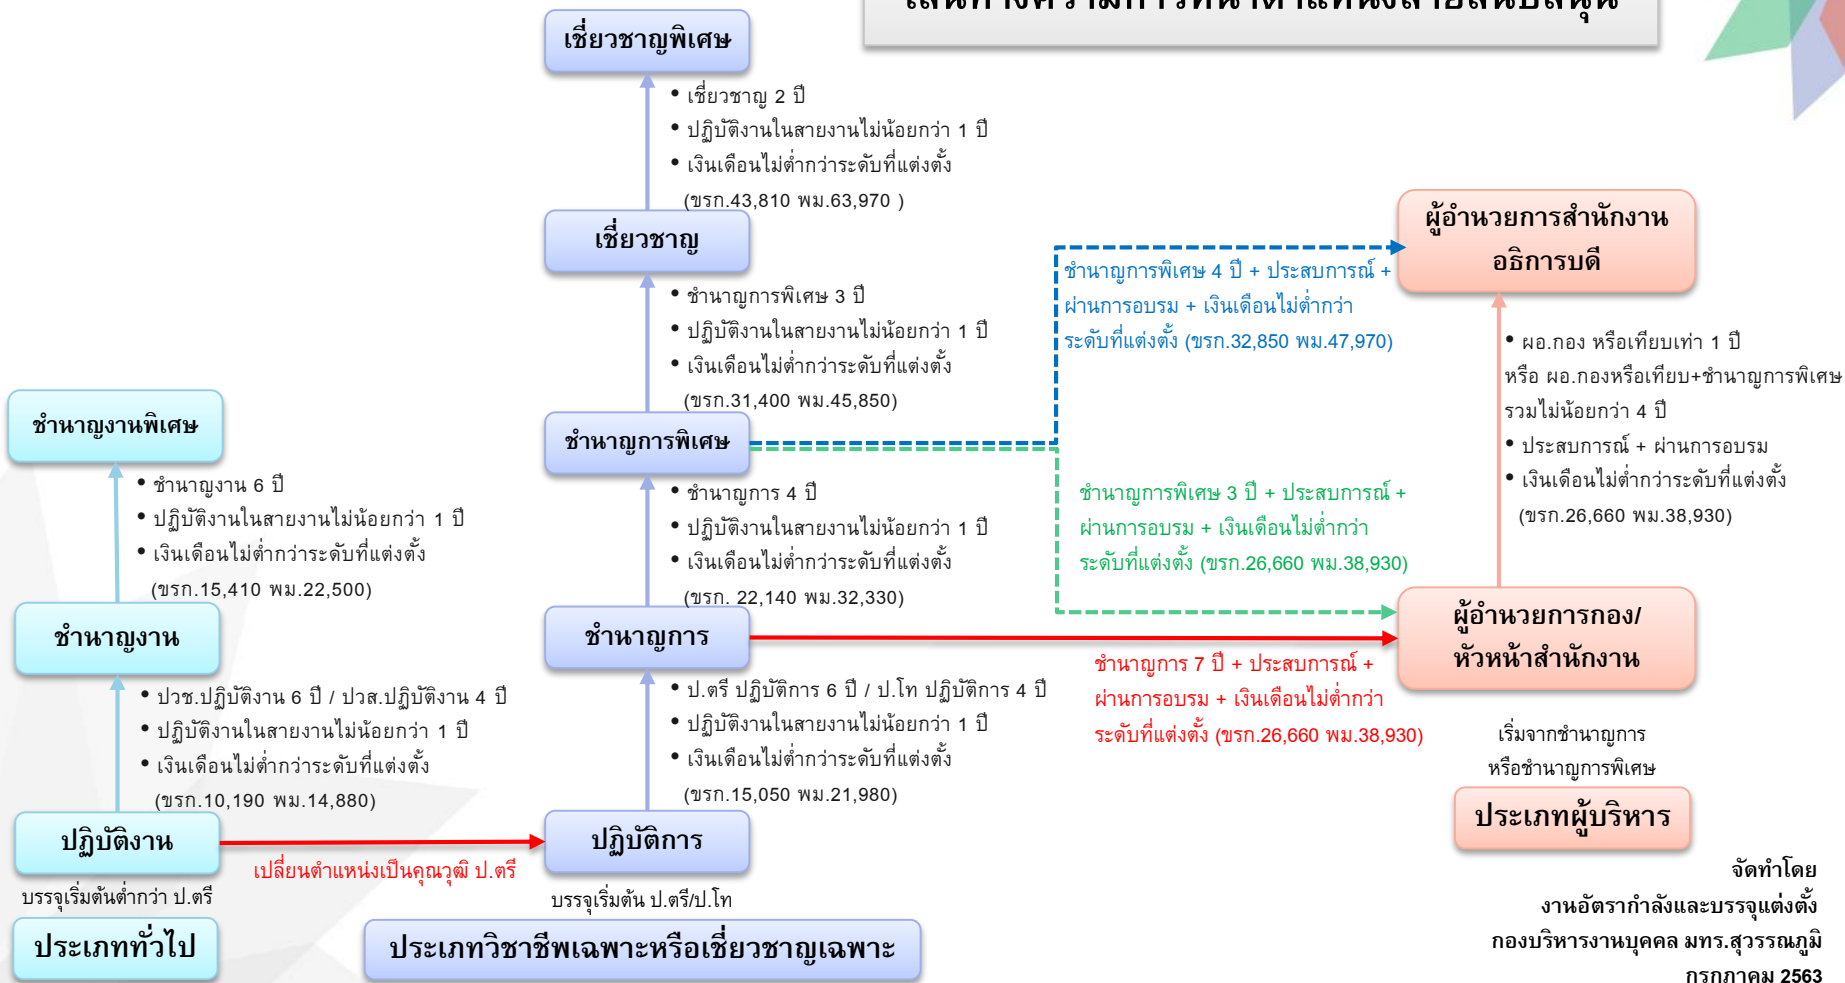 เส้นทางความก้าวหน้าตำแหน่งสายสนับสนุน
เชี่ยวชาญพิเศษ
• เชี่ยวชาญ 2 ปี
• ปฏิบัติงานในสายงานไม่น้อยกว่า 1 ปี
• เงินเดือนไม่ต่ำกว่าระดับที่แต่งตั้ง
(ขรก.43,810 พม.63,970 )
เชี่ยวชาญ
• ชำนาญการพิเศษ 3 ปี
• ปฏิบัติงานในสายงานไม่น้อยกว่า 1 ปี
• เงินเดือนไม่ต่ำกว่าระดับที่แต่งตั้ง
(ขรก.31,400 พม.45,850)
ชำนาญการพิเศษ
• ชำนาญการ 4 ปี
• ปฏิบัติงานในสายงานไม่น้อยกว่า 1 ปี
• เงินเดือนไม่ต่ำกว่าระดับที่แต่งตั้ง
(ขรก. 22,140 พม.32,330)
ชำนาญการ
• ป.ตรี ปฏิบัติการ 6 ปี / ป.โท ปฏิบัติการ 4 ปี
• ปฏิบัติงานในสายงานไม่น้อยกว่า 1 ปี
• เงินเดือนไม่ต่ำกว่าระดับที่แต่งตั้ง
(ขรก.15,050 พม.21,980)
ปฏิบัติการ
บรรจุเริ่มต้น ป.ตรี/ป.โท
ประเภทวิชาชีพเฉพาะหรือเชี่ยวชาญเฉพาะ
ชำนาญงานพิเศษ
• ชำนาญงาน 6 ปี
• ปฏิบัติงานในสายงานไม่น้อยกว่า 1 ปี
• เงินเดือนไม่ต่ำกว่าระดับที่แต่งตั้ง
(ขรก.15,410 พม.22,500)
ชำนาญงาน
• ปวช.ปฏิบัติงาน 6 ปี / ปวส.ปฏิบัติงาน 4 ปี
• ปฏิบัติงานในสายงานไม่น้อยกว่า 1 ปี
• เงินเดือนไม่ต่ำกว่าระดับที่แต่งตั้ง
(ขรก.10,190 พม.14,880)
ปฏิบัติงาน
เปลี่ยนตำแหน่งเป็นคุณวุฒิ ป.ตรี
บรรจุเริ่มต้นต่ำกว่า ป.ตรี
ประเภททั่วไป
ชำนาญการพิเศษ 4 ปี + ประสบการณ์ +
ผ่านการอบรม + เงินเดือนไม่ต่ำกว่า
ระดับที่แต่งตั้ง (ขรก.32,850 พม.47,970)
ชำนาญการพิเศษ 3 ปี + ประสบการณ์ +
ผ่านการอบรม + เงินเดือนไม่ต่ำกว่า
ระดับที่แต่งตั้ง (ขรก.26,660 พม.38,930)
ชำนาญการ 7 ปี + ประสบการณ์ +
ผ่านการอบรม + เงินเดือนไม่ต่ำกว่า
ระดับที่แต่งตั้ง (ขรก.26,660 พม.38,930)
ผู้อำนวยการสำนักงาน
อธิการบดี
• ผอ.กอง หรือเทียบเท่า 1 ปี
หรือ ผอ.กองหรือเทียบ+ชำนาญการพิเศษ
รวมไม่น้อยกว่า 4 ปี
• ประสบการณ์ + ผ่านการอบรม
• เงินเดือนไม่ต่ำกว่าระดับที่แต่งตั้ง
(ขรก.26,660 พม.38,930)
ผู้อำนวยการกอง/
หัวหน้าสำนักงาน
เริ่มจากชำนาญการ
หรือชำนาญการพิเศษ
ประเภทผู้บริหาร
จัดทำโดย
งานอัตรากำลังและบรรจุแต่งตั้ง
กองบริหารงานบุคคล มทร.สุวรรณภูมิ
กรกฎาคม 2563